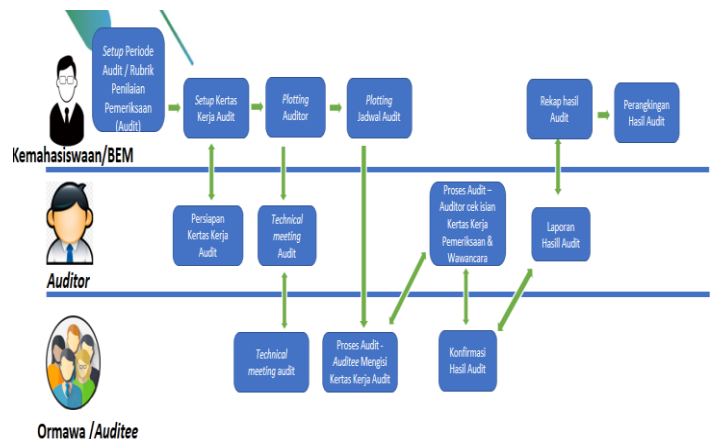 Setup Periode
Audit / Rubrik
Penilaian
Pemeriksaan
(Audit)
Setup Kertas
Kerja Audit
Plotting
Auditor
Plotting
Jadwal Audit
Rekap hasil
Audit
Perangkingan
Hasil Audit
Kemahasiswaan/BEM
Persiapan
Kertas Kerja
Audit
Technical
meeting
Audit
Proses Audit –
Auditor cek isian
Kertas Kerja
Pemeriksaan &
Wawancara
Laporan
Hasill Audit
Auditor
Technical
meeting audit
Proses Audit -
Auditee Mengisi
Kertas Kerja Audit
Konfirmasi
Hasil Audit
Ormawa /Auditee